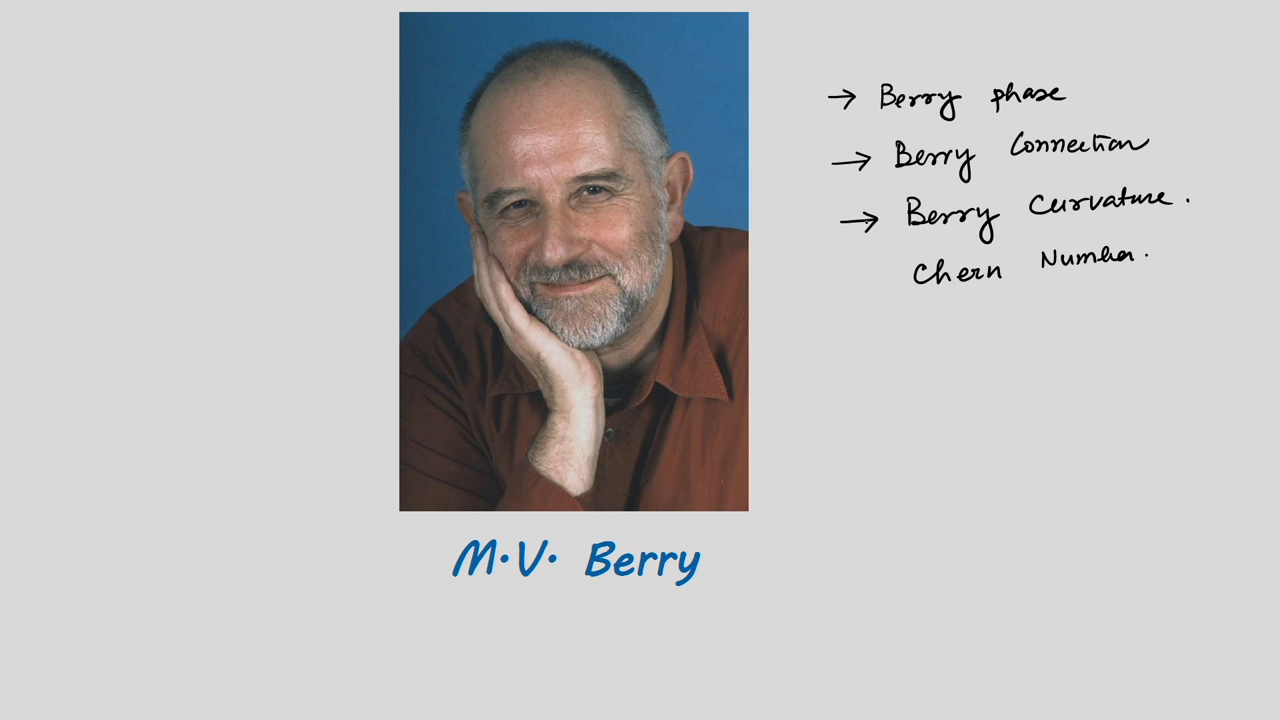 → Berry phase
→ Berry Connection
→ Berry Curvature.
Chern Number.
M.V. Berry